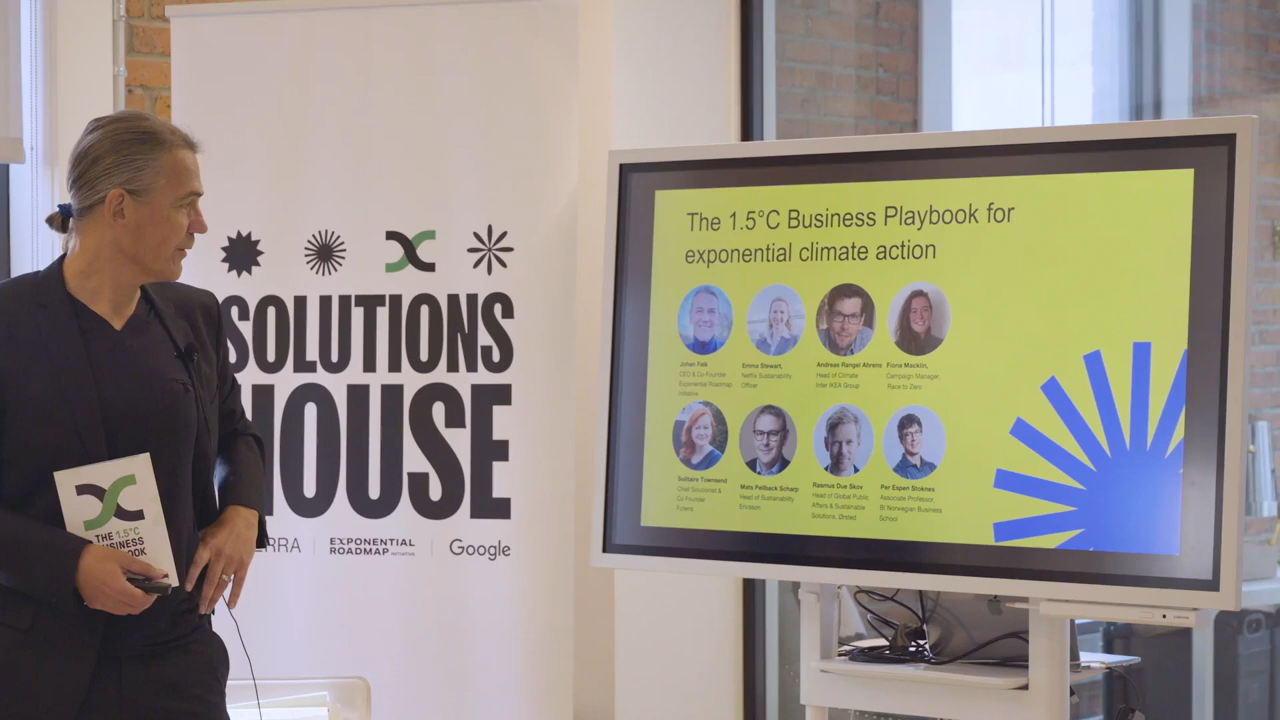 SOLUTIONS
HOUSE
ERRA
EXPONENTIAL
ROADMAP
INITIATIVE
Google
THE 1.5°C
BUSINESS
The 1.5°C Business Playbook for
exponential climate action
Johan Falk
CEO & Co-Founder
Exponential Roadmap
Initiative
Emma Stewart,
Netflix Sustainability
Officer
Andreas Rangel Ahrens
Head of Climate
Inter IKEA Group
Fiona Macklin,
Campaign Manager,
Race to Zero
Solitaire Townsend
Chief Solutionist &
Co Founder
Futerra
Mats Pellbäck Scharp
Head of Sustainability
Ericsson
Rasmus Due Skov
Head of Global Public
Affairs & Sustainable
Solutions, Ørsted
Per Espen Stoknes
Associate Professor,
BI Norwegian Business
School